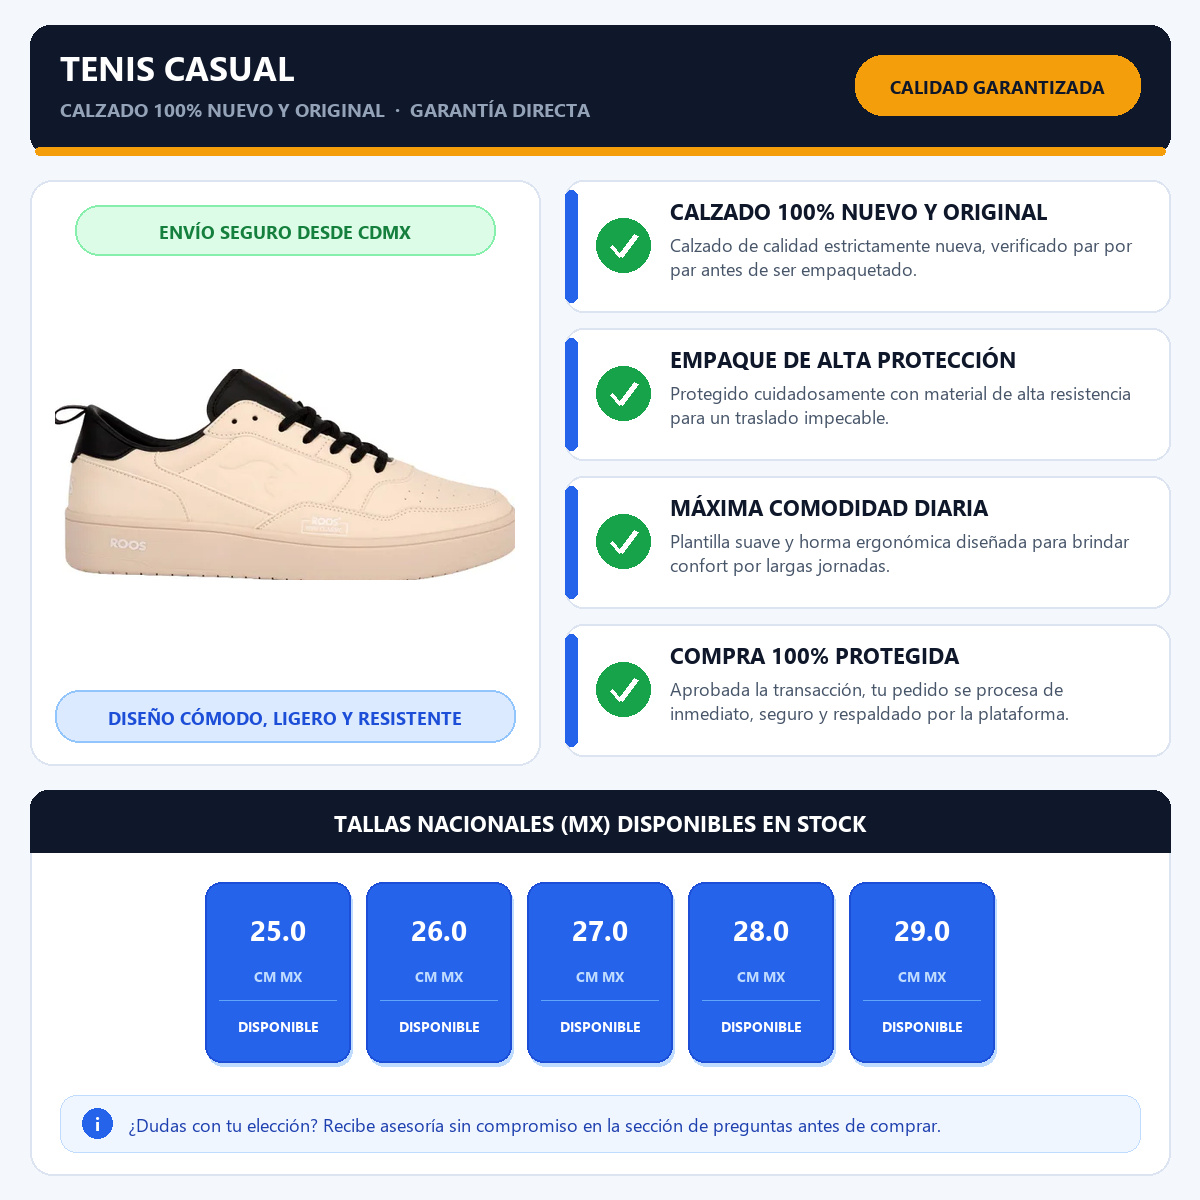 TENIS CASUAL
CALZADO 100% NUEVO Y ORIGINAL · GARANTÍA DIRECTA
CALIDAD GARANTIZADA
ENVÍO SEGURO DESDE CDMX
ROOS
ROOS
DISEÑO CÓMODO, LIGERO Y RESISTENTE
CALZADO 100% NUEVO Y ORIGINAL
Calzado de calidad estrictamente nueva, verificado par por
par antes de ser empaquetado.
EMPAQUE DE ALTA PROTECCIÓN
Protegido cuidadosamente con material de alta resistencia
para un traslado impecable.
MÁXIMA COMODIDAD DIARIA
Plantilla suave y horma ergonómica diseñada para brindar
confort por largas jornadas.
COMPRA 100% PROTEGIDA
Aprobada la transacción, tu pedido se procesa de
inmediato, seguro y respaldado por la plataforma.
TALLAS NACIONALES (MX) DISPONIBLES EN STOCK
25.0
CM MX
DISPONIBLE
26.0
CM MX
DISPONIBLE
27.0
CM MX
DISPONIBLE
28.0
CM MX
DISPONIBLE
29.0
CM MX
DISPONIBLE
¿Dudas con tu elección? Recibe asesoría sin compromiso en la sección de preguntas antes de comprar.